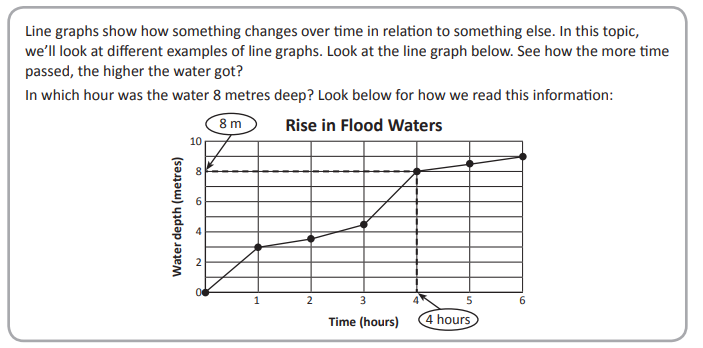 Line graphs show how something changes over time in relation to something else. In this topic,
we'll look at different examples of line graphs. Look at the line graph below. See how the more time
passed, the higher the water got?
In which hour was the water 8 metres deep? Look below for how we read this information:
8 m
Rise in Flood Waters
Water depth (metres)
10
8
6
4
2
0
1 2 3 4 5 6
Time (hours)
4 hours